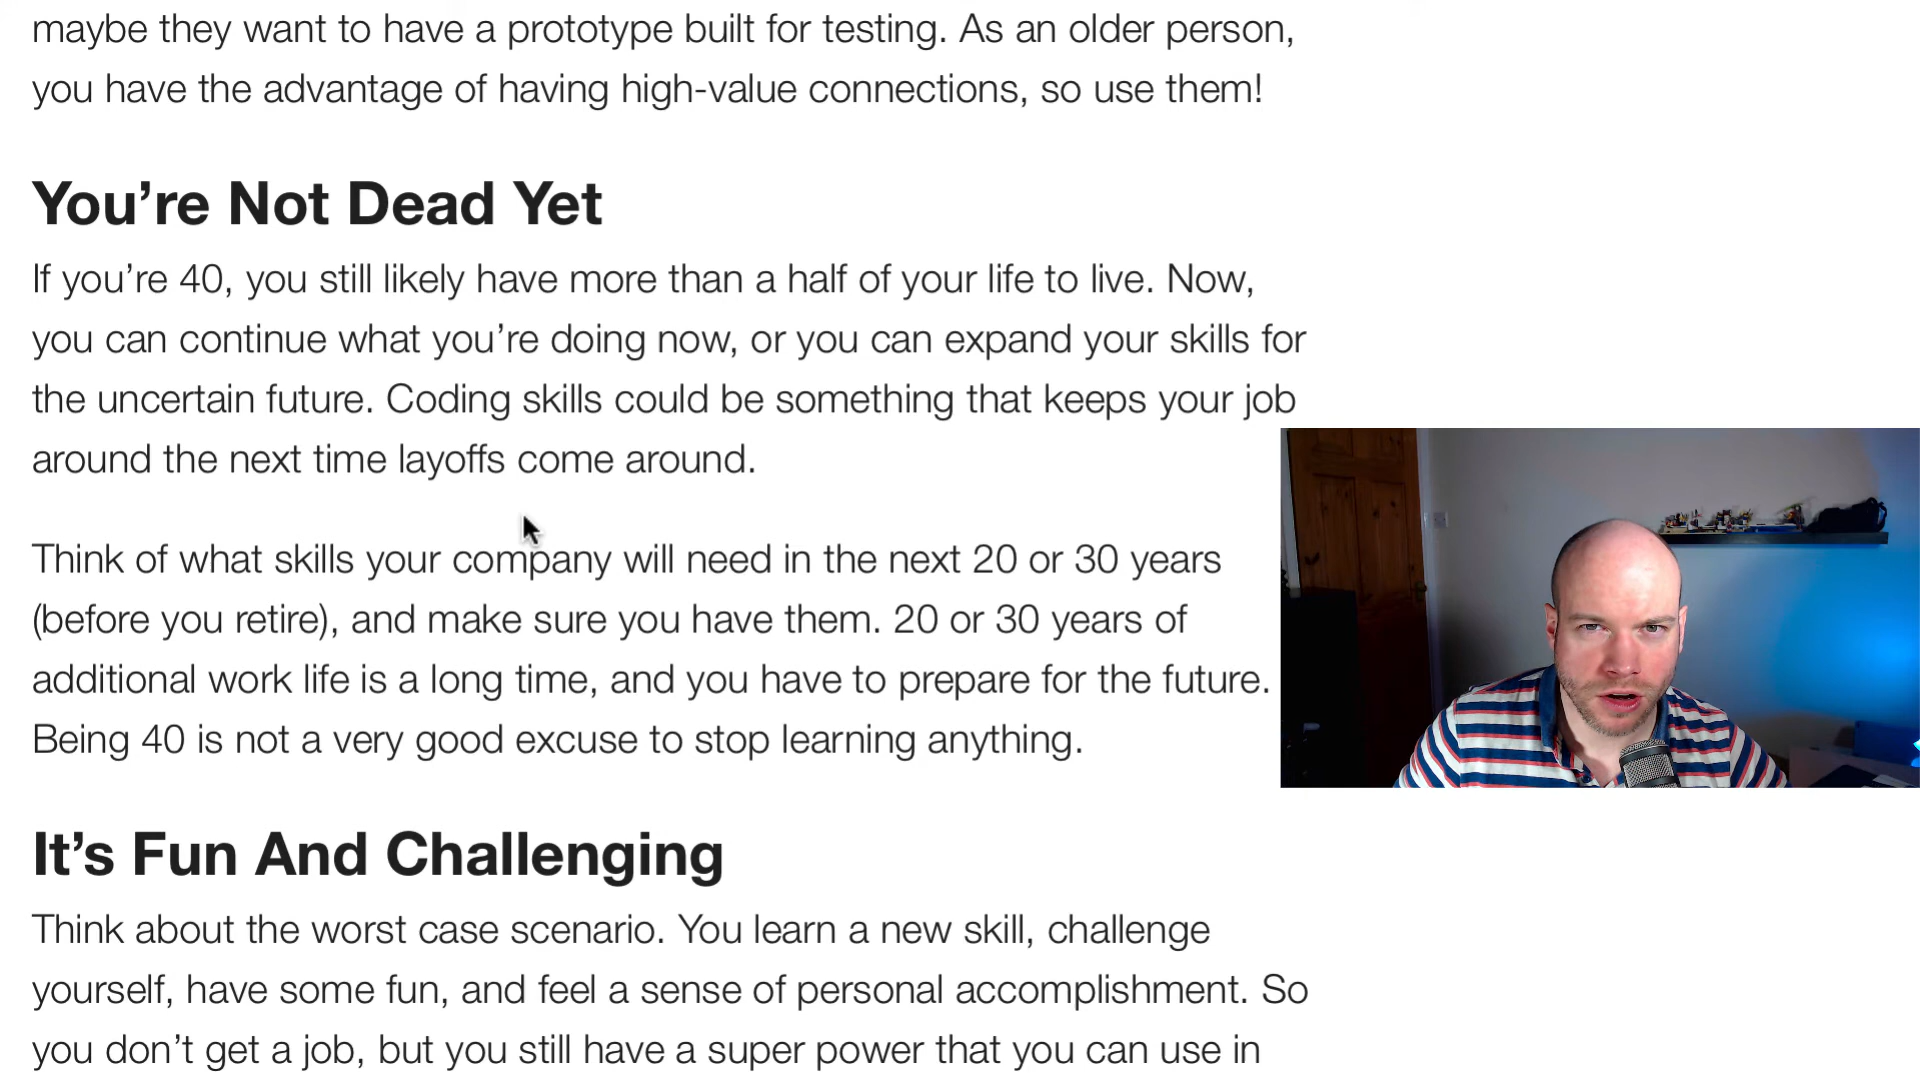 maybe they want to have a prototype built for testing. As an older person,
you have the advantage of having high-value connections, so use them!
You’re Not Dead Yet
If you’re 40, you still likely have more than a half of your life to live. Now,
you can continue what you’re doing now, or you can expand your skills for
the uncertain future. Coding skills could be something that keeps your job
around the next time layoffs come around.
Think of what skills your company will need in the next 20 or 30 years
(before you retire), and make sure you have them. 20 or 30 years of
additional work life is a long time, and you have to prepare for the future.
Being 40 is not a very good excuse to stop learning anything.
It’s Fun And Challenging
Think about the worst case scenario. You learn a new skill, challenge
yourself, have some fun, and feel a sense of personal accomplishment. So
you don’t get a job, but you still have a super power that you can use in